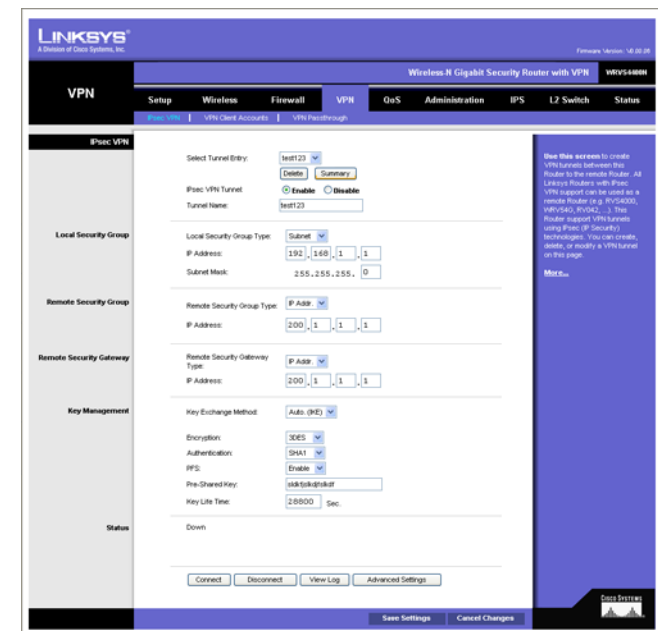 LINKSYS®
A Division of Cisco Systems, Inc.
Firmware Version: V0.00.06
Wireless-N Gigabit Security Router with VPN WRVS4400N
VPN
Setup Wireless Firewall VPN QoS Administration IPS L2 Switch Status
IPsec VPN | VPN Client Accounts | VPN Passthrough
IPsec VPN
Select Tunnel Entry: test123
Delete Summary
IPsec VPN Tunnel Enable Disable
Tunnel Name: test123
Local Security Group
Local Security Group Type: Subnet
IP Address: 192 . 168 . 1 . 1
Subnet Mask: 255.255.255. 0
Remote Security Group
Remote Security Group Type: IP Addr.
IP Address: 200 . 1 . 1 . 1
Remote Security Gateway
Remote Security Gateway
Type: IP Addr.
IP Address: 200 . 1 . 1 . 1
Key Management
Key Exchange Method: Auto. (IKE)
Encryption: 3DES
Authentication: SHA1
PFS: Enable
Pre-Shared Key:
Key Life Time: 28800 Sec.
Status
Down
Connect Disconnect View Log Advanced Settings
Use this screen to create
VPN tunnels between this
Router to the remote Router. All
Linksys Routers with IPsec
VPN support can be used as a
remote Router (e.g. RVS4000,
WRV54G, RV042, ...). This
Router support VPN tunnels
using IPsec (IP Security)
technologies. You can create,
delete, or modify a VPN tunnel
on this page.
More...
Save Settings Cancel Changes
CISCO SYSTEMS